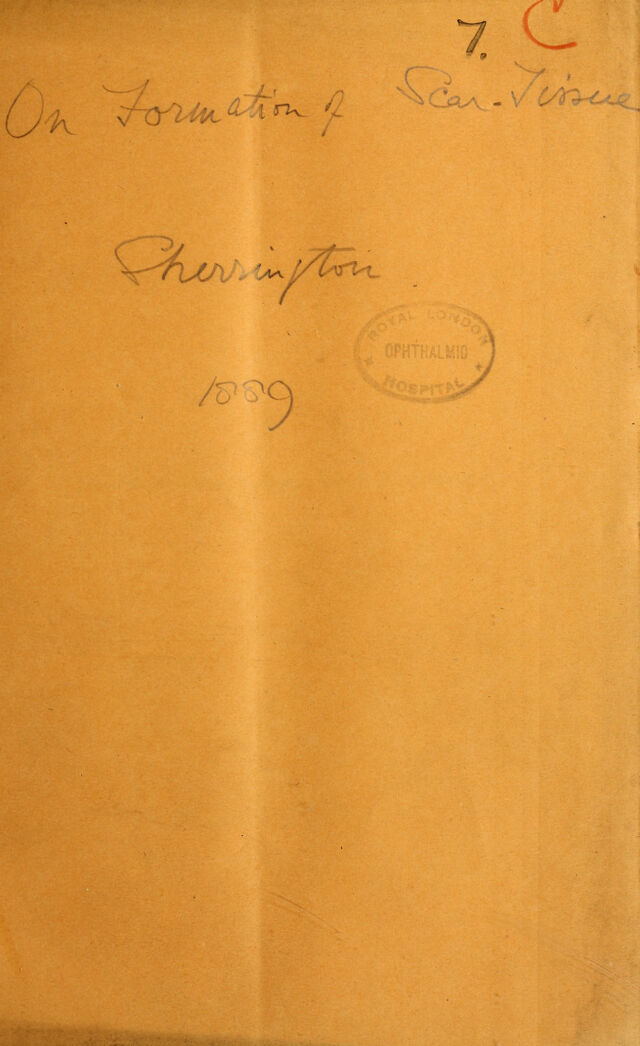 7. C
On Formation of Scar-Tissue
Sherrington
ROYAL LONDON
OPHTHALMIC
HOSPITAL
1889